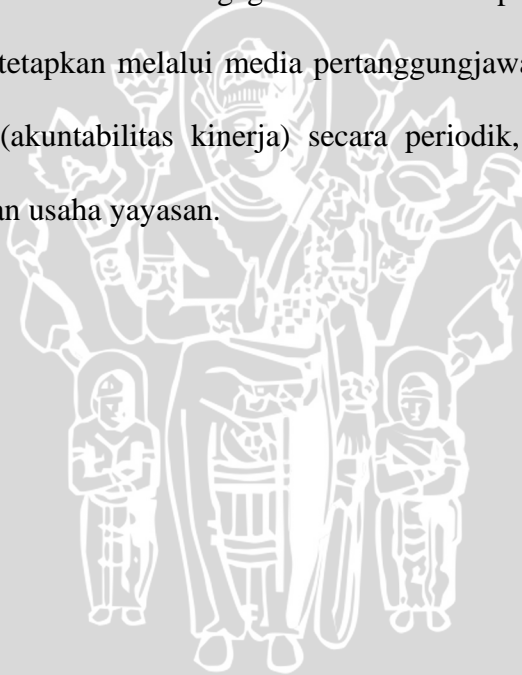 tetapkan melalui media pertanggungjawa
(akuntabilitas kinerja) secara periodik,
an usaha yayasan.